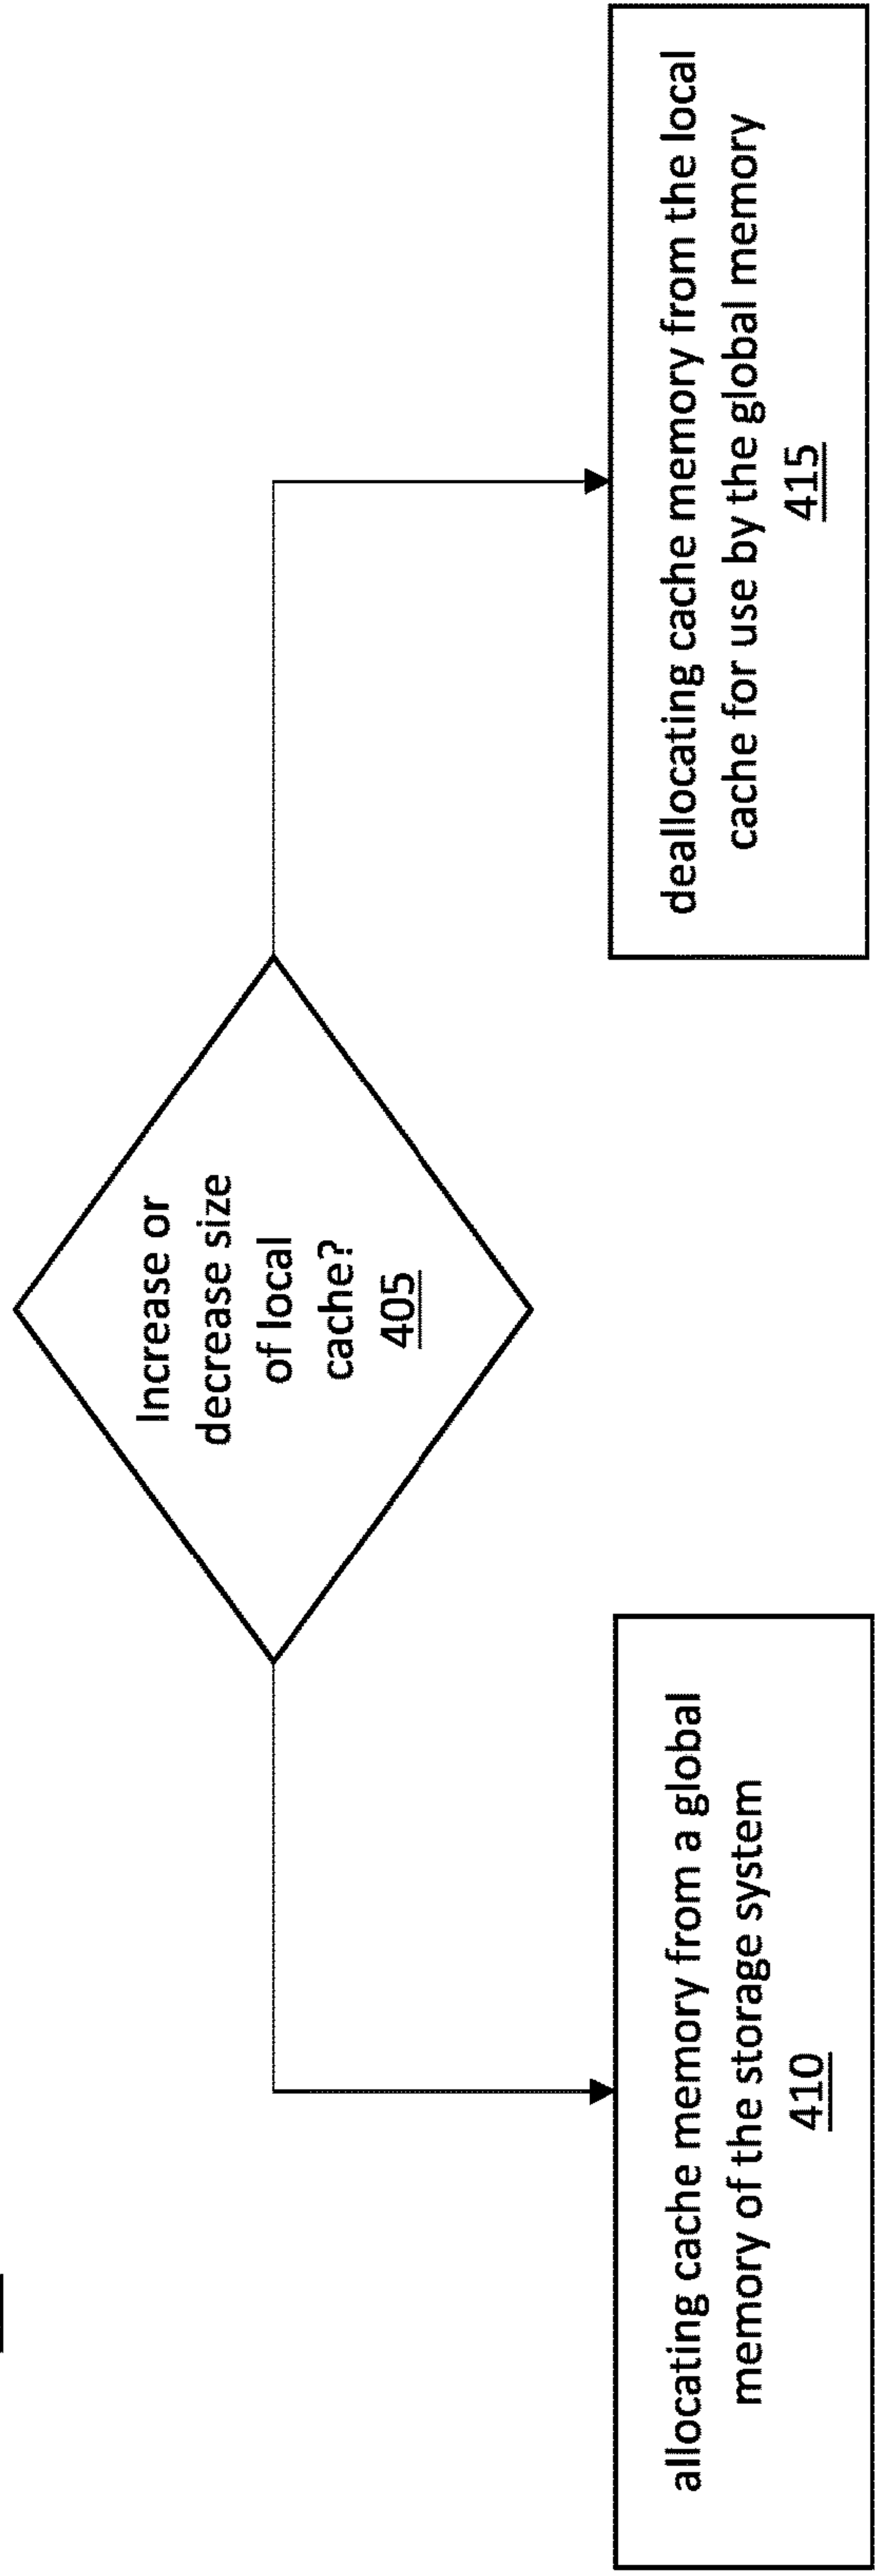 Increase or
decrease size
of local
cache?
405
allocating cache memory from a global
memory of the storage system
410
deallocating cache memory from the local
cache for use by the global memory
415